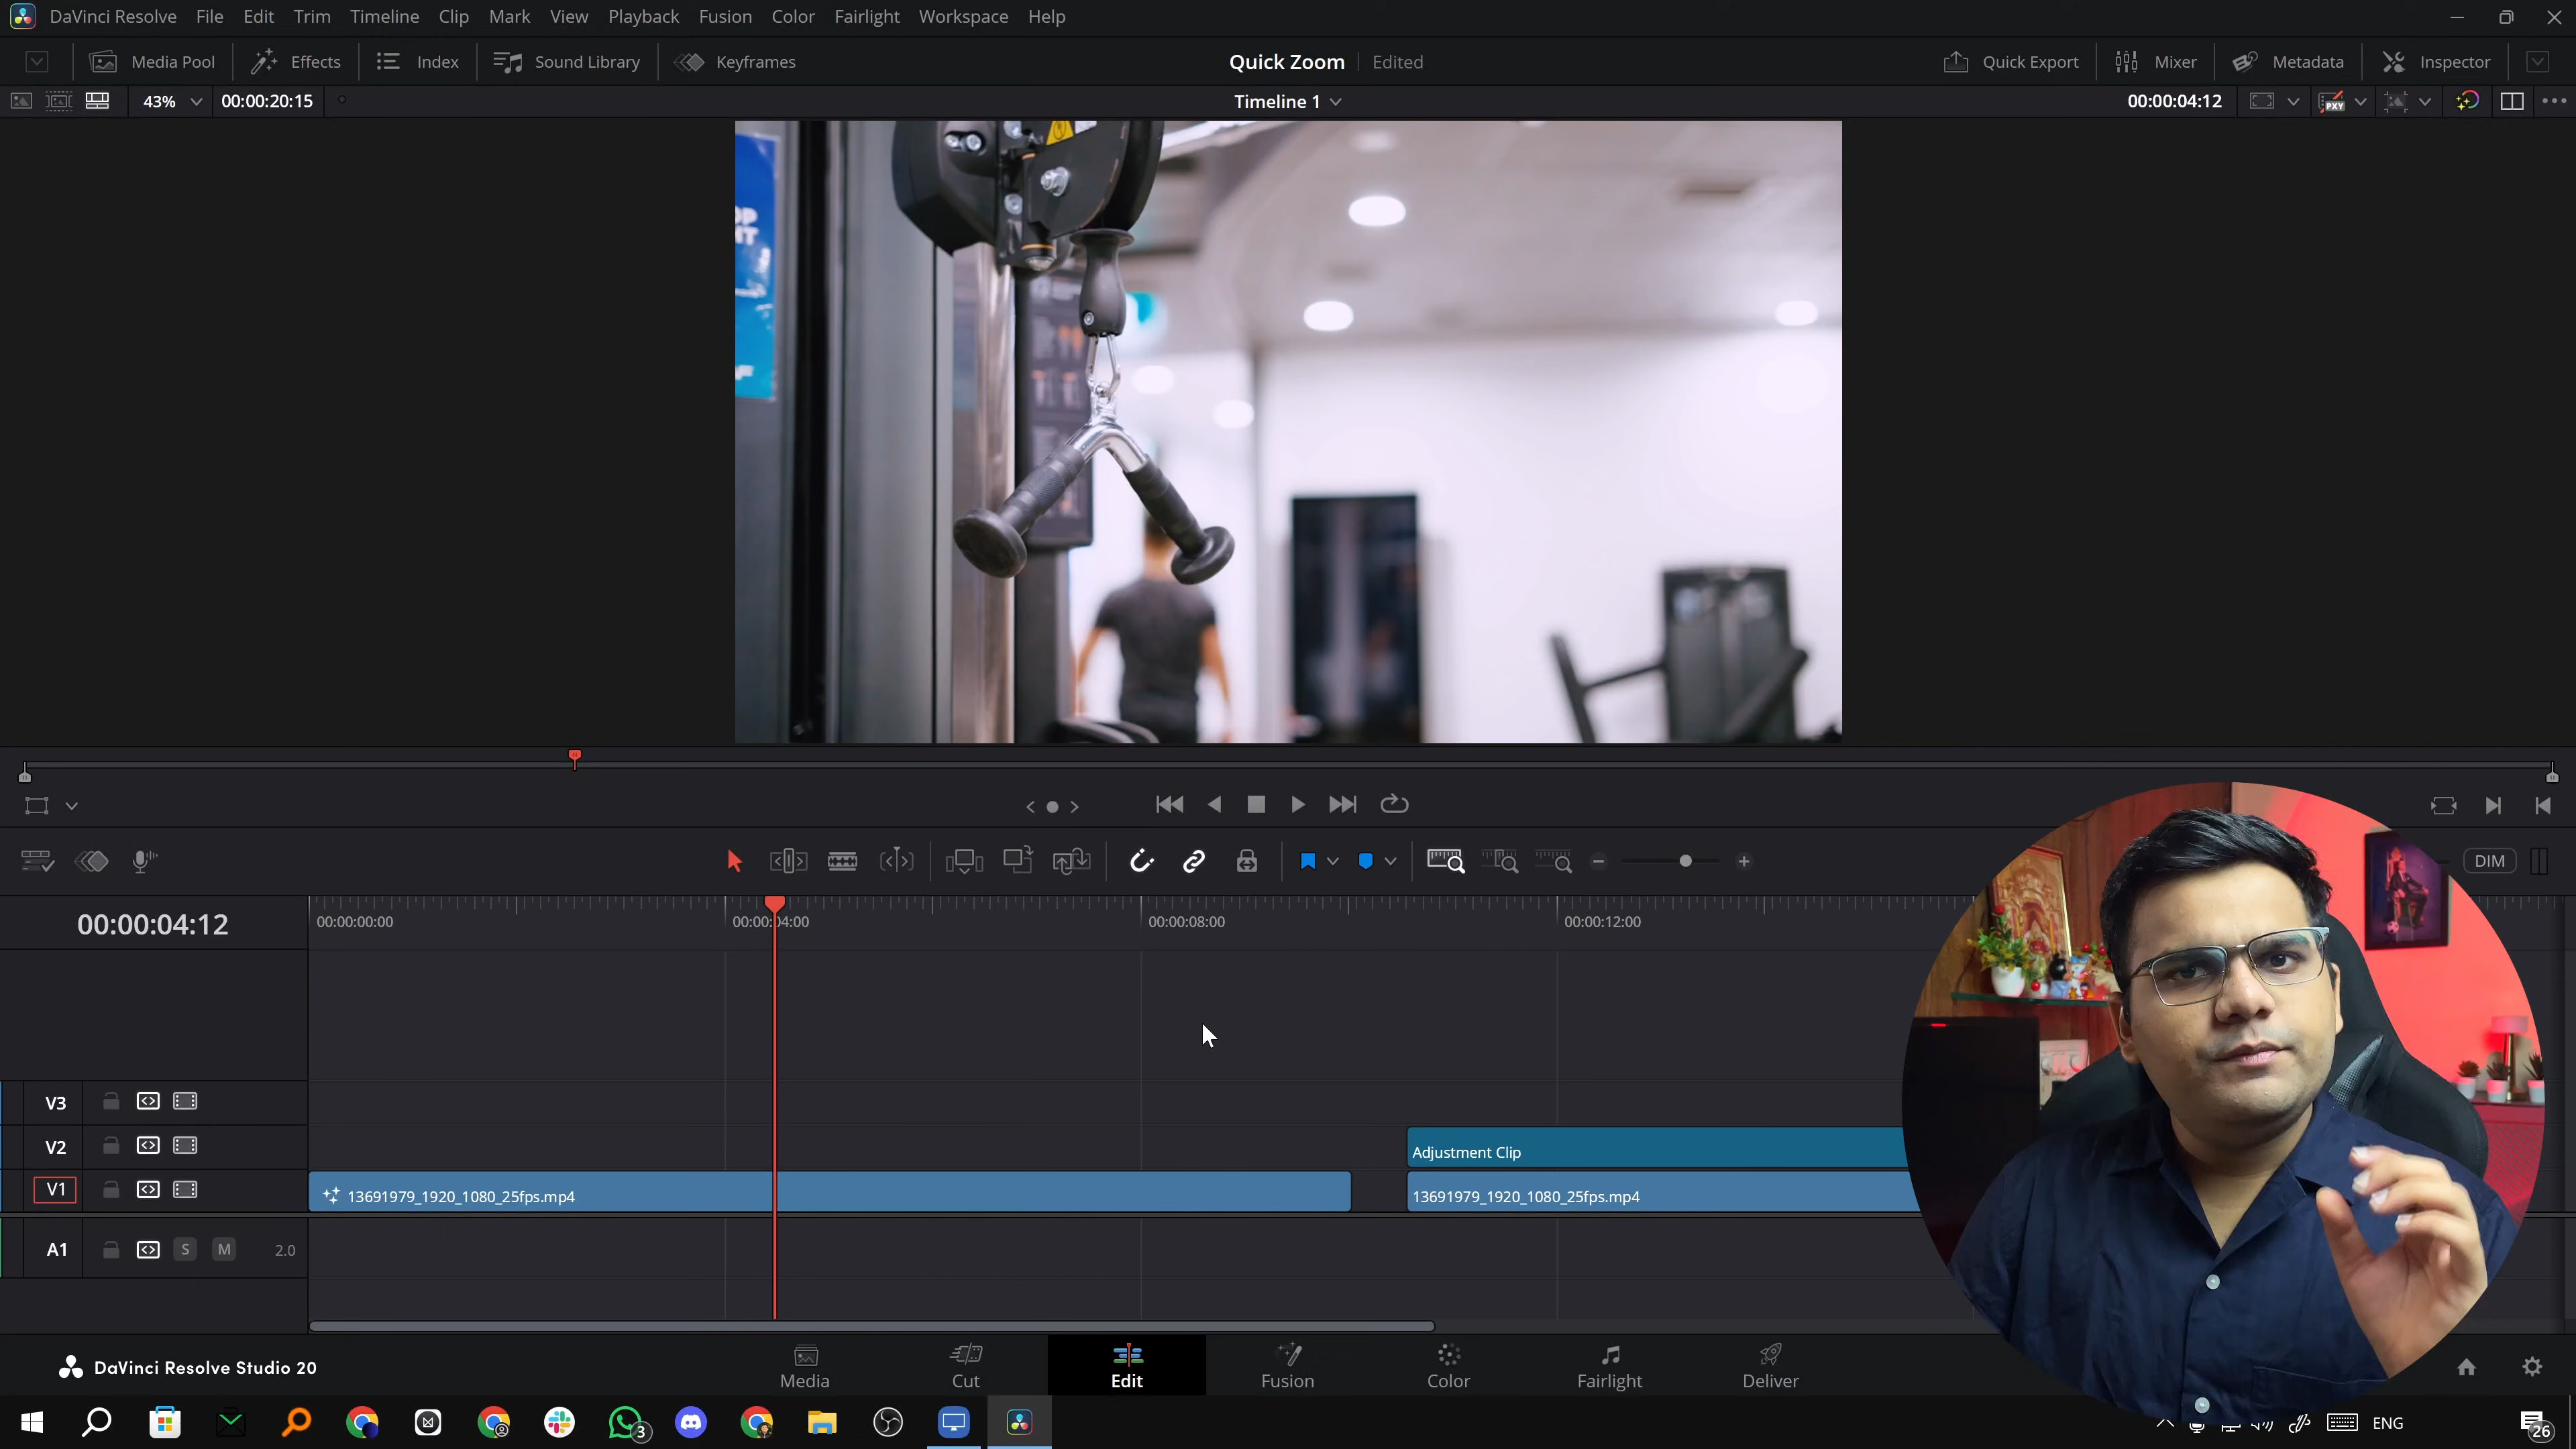 DaVinci Resolve File Edit Trim Timeline Clip Mark View Playback Fusion Color Fairlight Workspace Help
Media Pool Effects Index Sound Library Keyframes Quick Zoom Edited Quick Export Mixer Metadata Inspector
43% 00:00:20:15 Timeline 1 00:00:04:12 PXY
DIM
00:00:04:12 00:00:00:00 00:00:04:00 00:00:08:00 00:00:12:00
V3
V2 Adjustment Clip
V1 13691979_1920_1080_25fps.mp4 13691979_1920_1080_25fps.mp4
A1 S M 2.0
DaVinci Resolve Studio 20 Media Cut Edit Fusion Color Fairlight Deliver
3 ENG 26